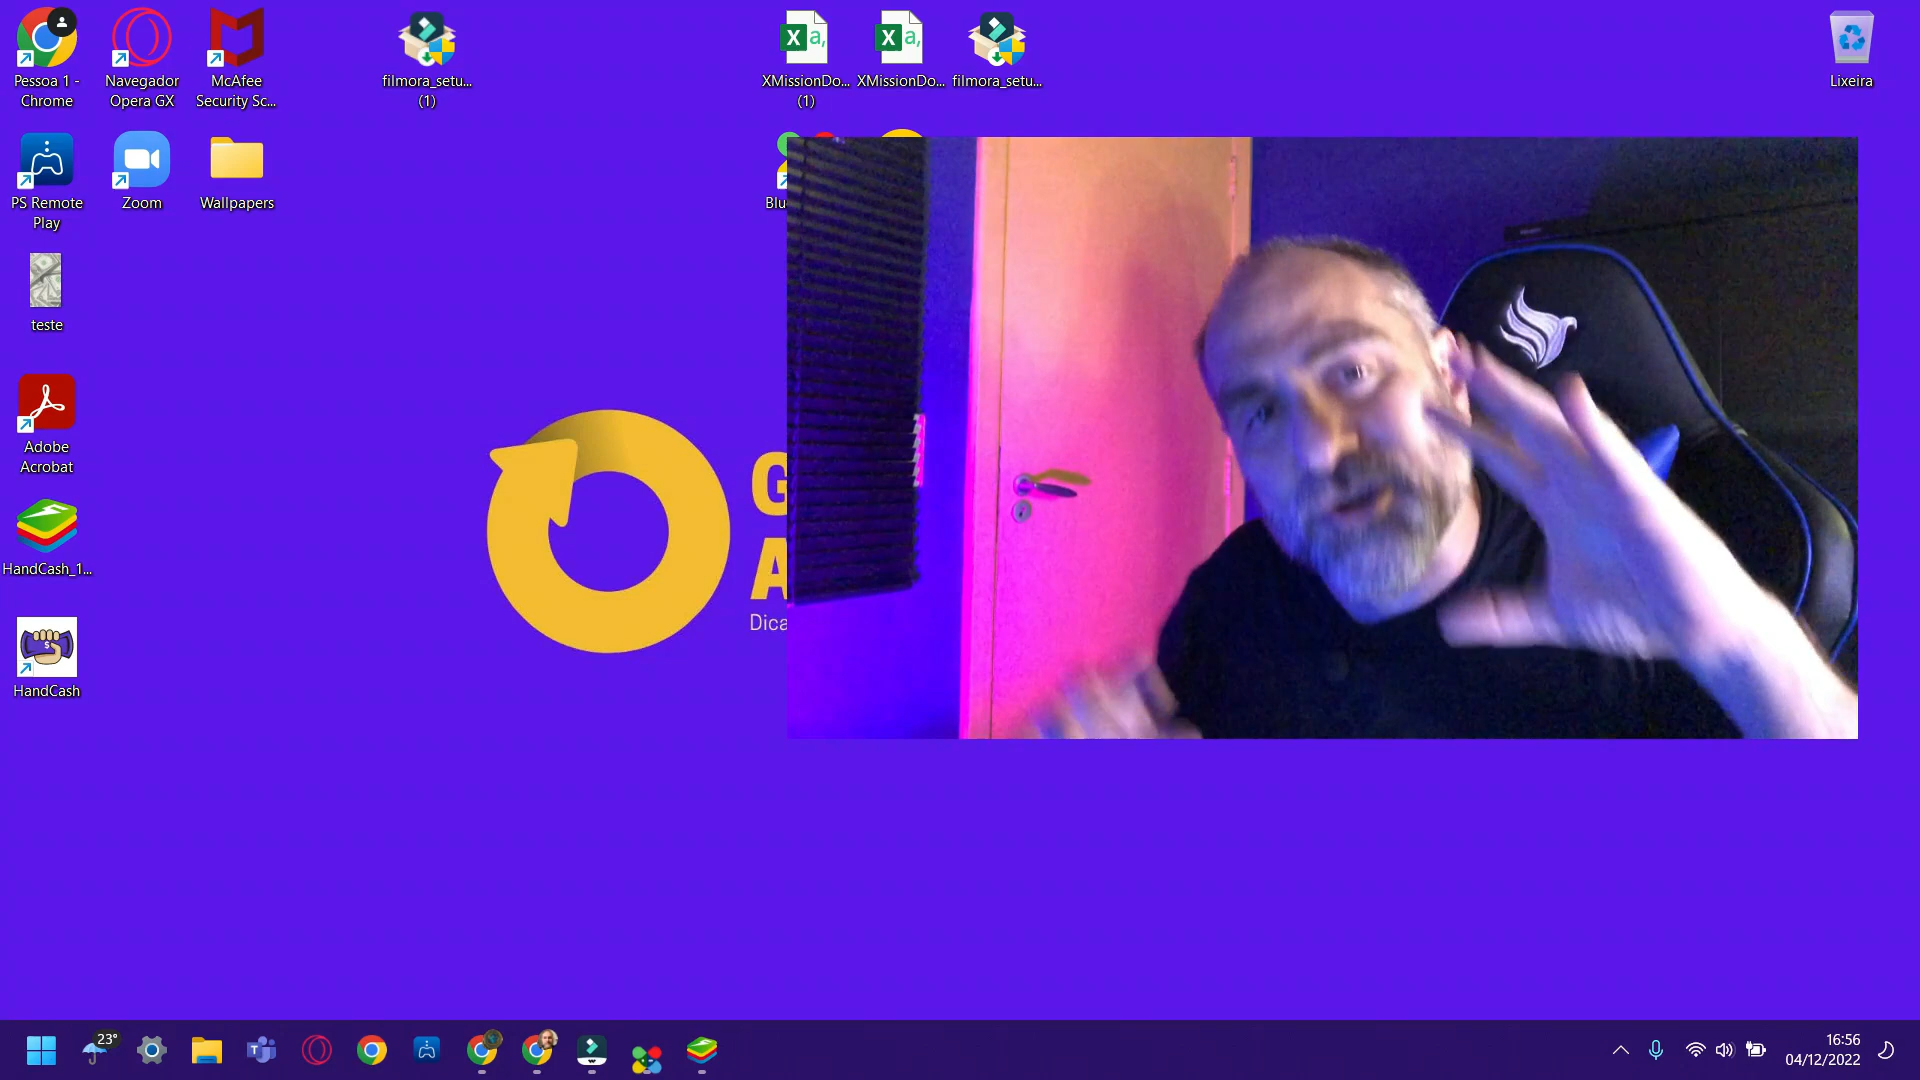 Pessoa 1 -
Chrome
Navegador
Opera GX
McAfee
Security Sc...
filmora_setu...
(1)
XMissionDo...
(1)
XMissionDo...
filmora_setu...
Lixeira
PS Remote
Play
Zoom
Wallpapers
Blu
teste
Adobe
Acrobat
G
A
Dica
HandCash_1...
HandCash
23°
16:56
04/12/2022